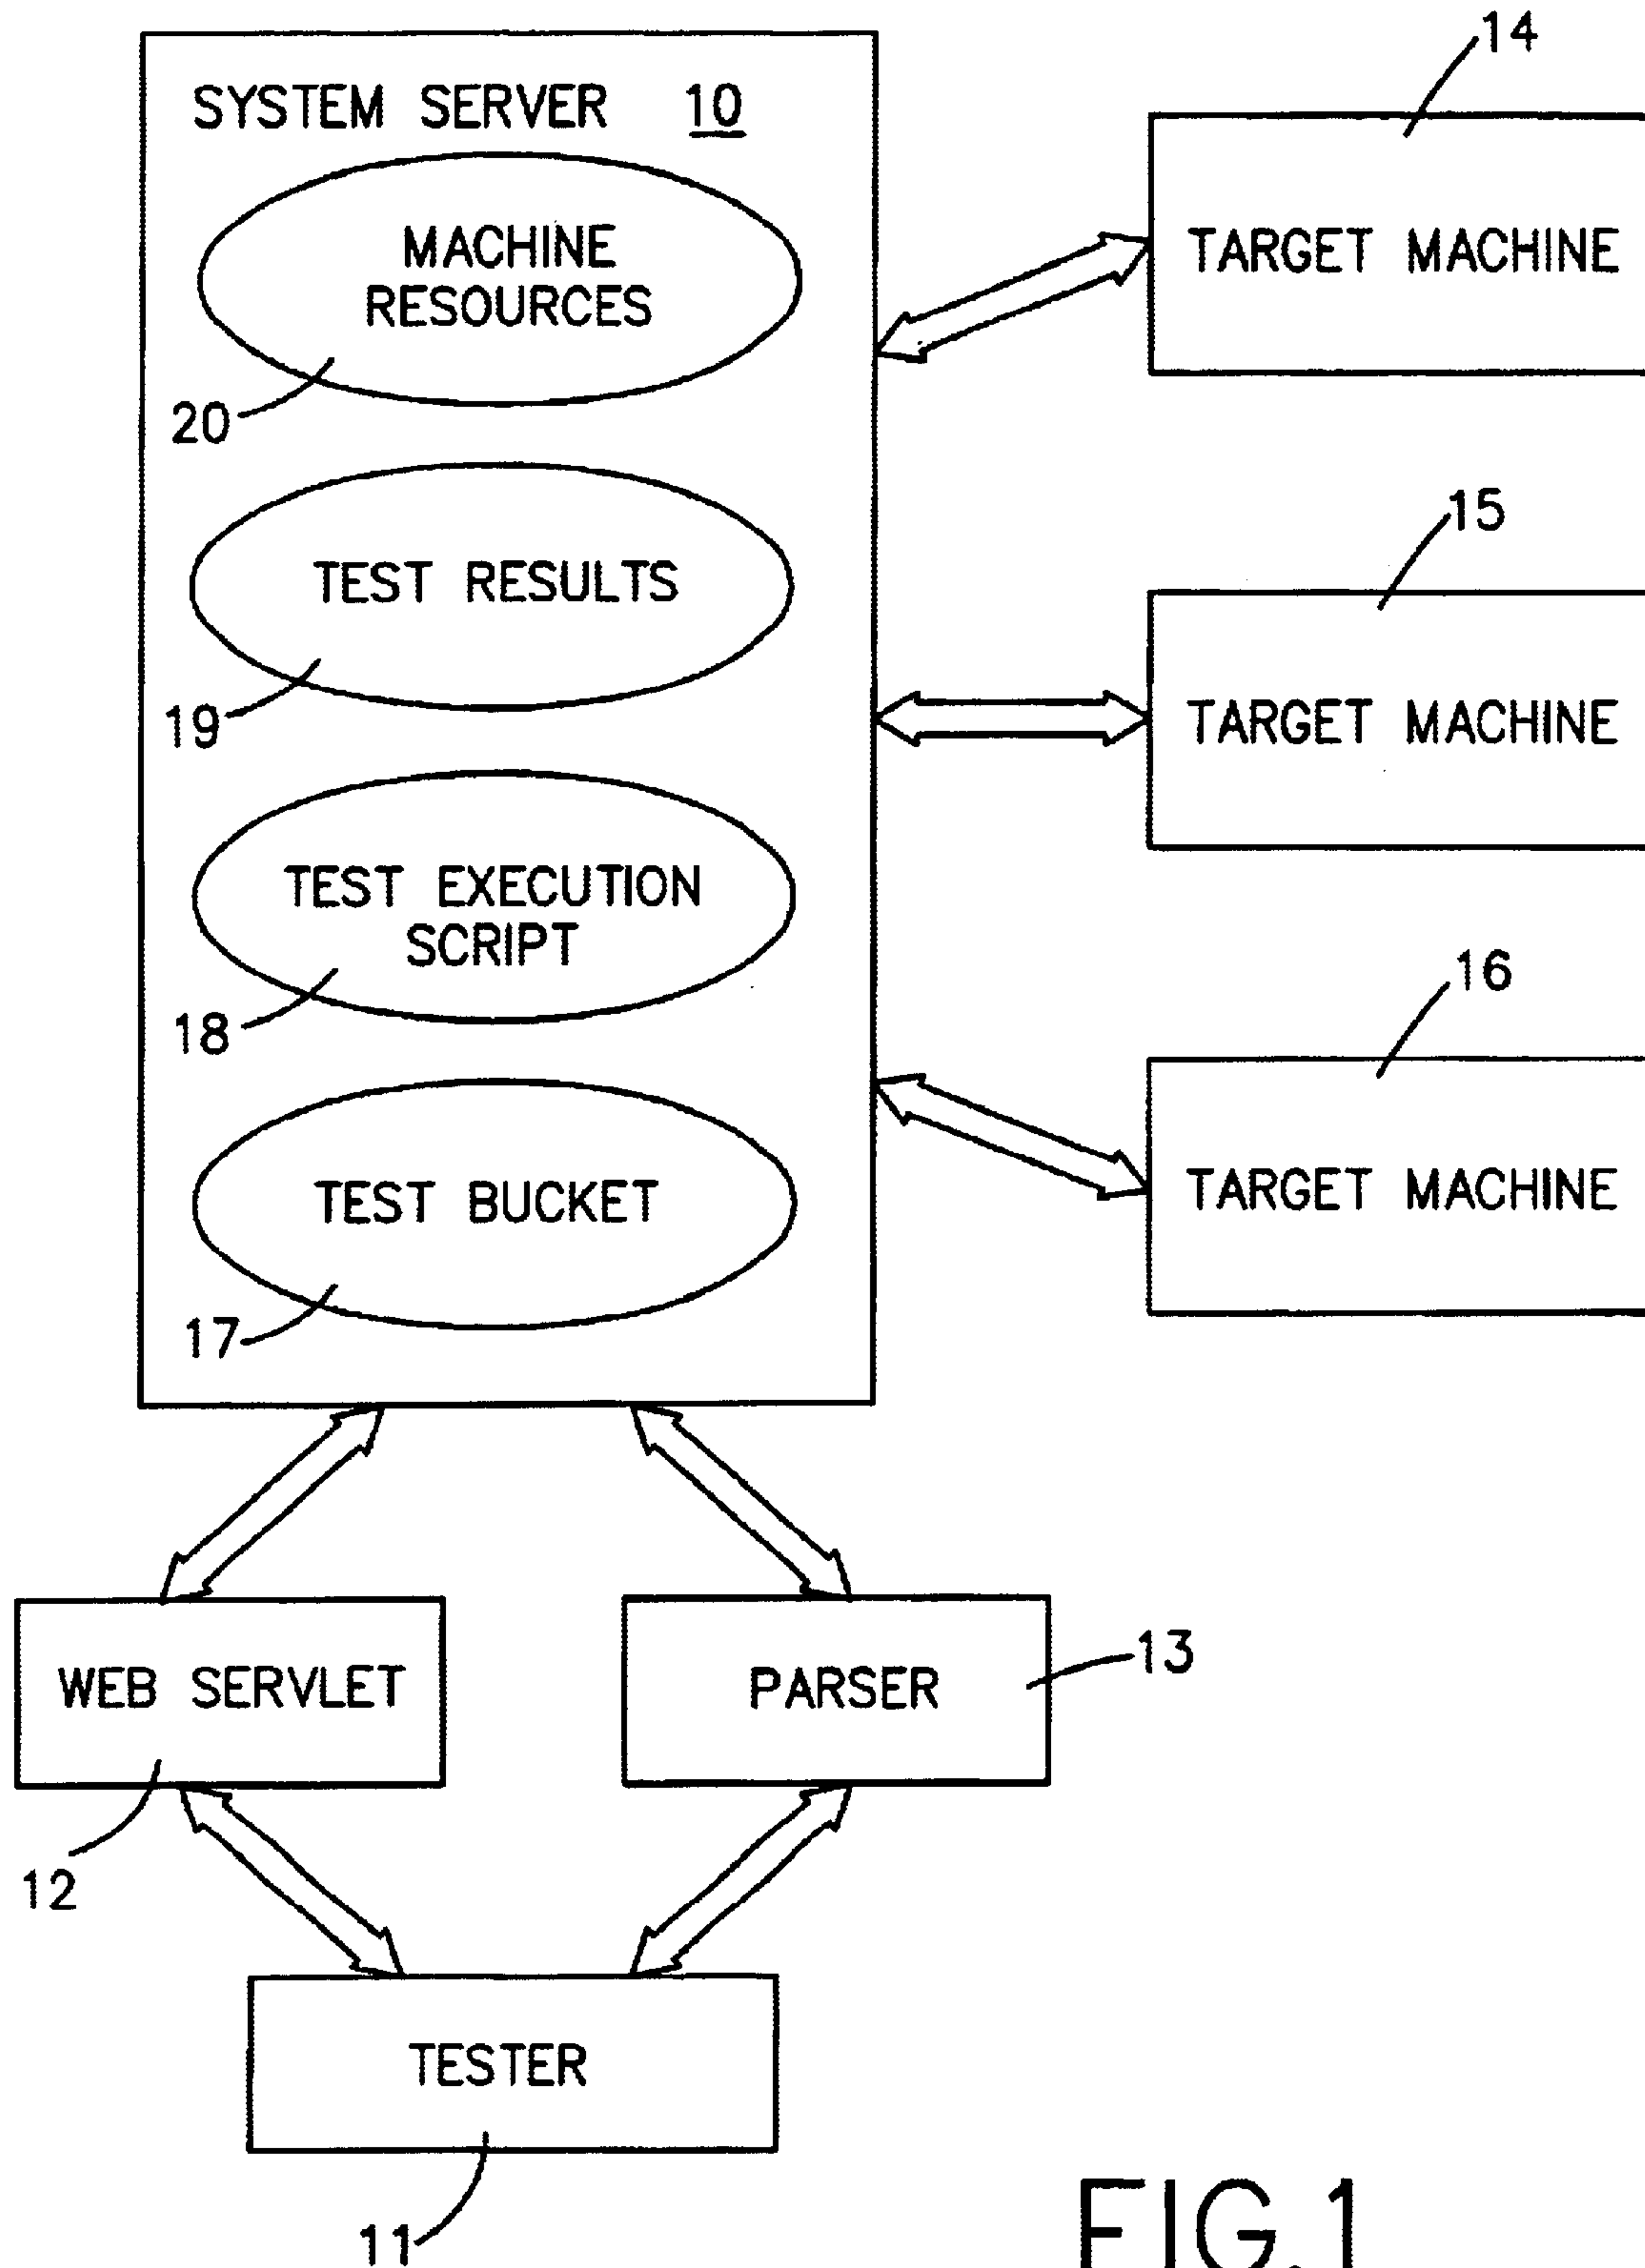 14
SYSTEM SERVER 10
MACHINE
RESOURCES
TARGET MACHINE
20
15
TEST RESULTS
19
TARGET MACHINE
TEST EXECUTION
SCRIPT
16
18
TEST BUCKET
TARGET MACHINE
17
13
WEB SERVLET
PARSER
12
TESTER
11
FIG.1